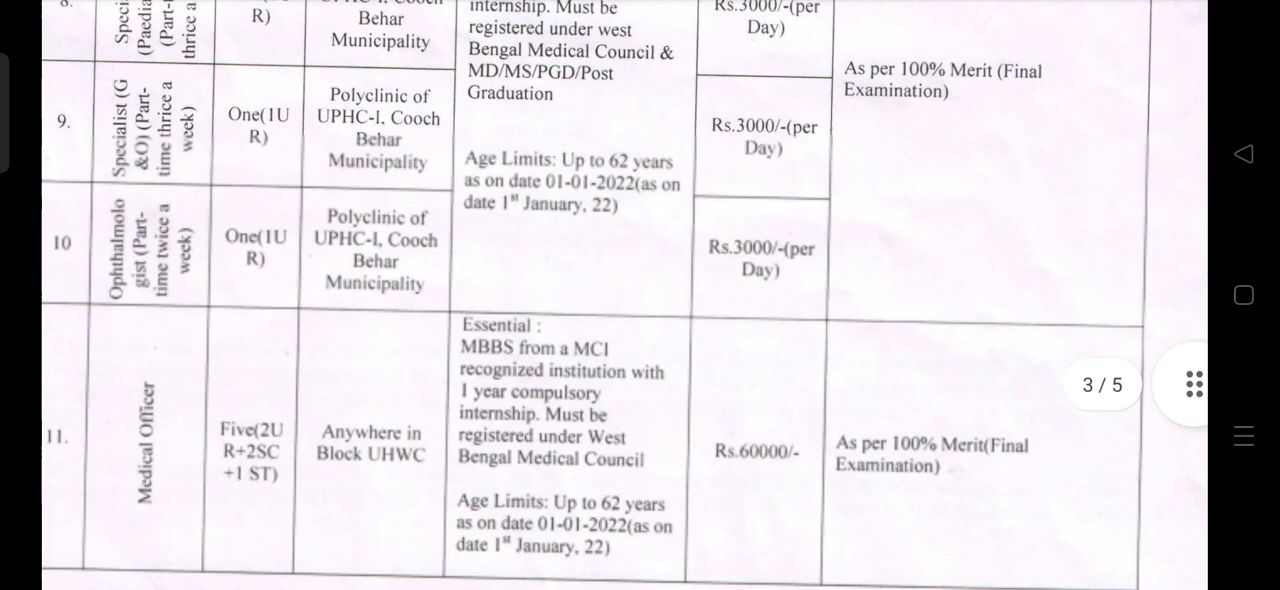 8.
Speci
(Paedia
(Part-
thrice a
R)
Behar
Municipality
internship. Must be
registered under west
Bengal Medical Council &
MD/MS/PGD/Post
Graduation
Age Limits: Up to 62 years
as on date 01-01-2022(as on
date 1st January, 22)
Rs.3000/-(per
Day)
As per 100% Merit (Final
Examination)
9.
Specialist (G
&O) (Part-
time thrice a
week)
One(1U
R)
Polyclinic of
UPHC-I, Cooch
Behar
Municipality
Rs.3000/-(per
Day)
10
Ophthalmolo
gist (Part-
time twice a
week)
One(1U
R)
Polyclinic of
UPHC-I, Cooch
Behar
Municipality
Rs.3000/-(per
Day)
11.
Medical Officer
Five(2U
R+2SC
+1 ST)
Anywhere in
Block UHWC
Essential :
MBBS from a MCI
recognized institution with
1 year compulsory
internship. Must be
registered under West
Bengal Medical Council
Age Limits: Up to 62 years
as on date 01-01-2022(as on
date 1st January, 22)
Rs.60000/-
As per 100% Merit(Final
Examination)
3 / 5